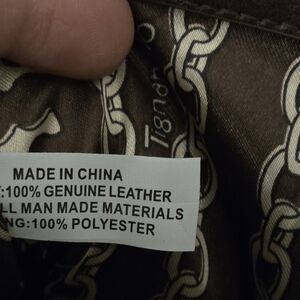 MADE IN CHINA
:100% GENUINE LEATHER
LL MAN MADE MATERIALS
NG:100% POLYESTER